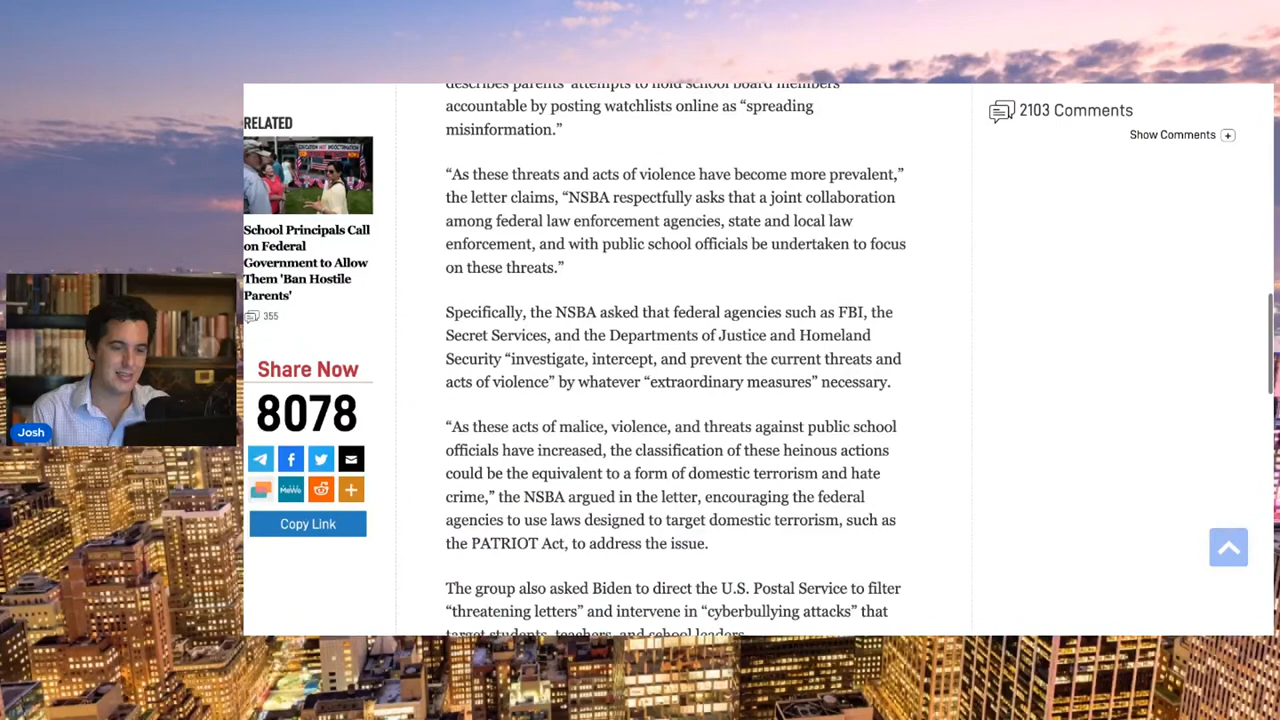 describes parents' attempts to hold school board members
accountable by posting watchlists online as “spreading
misinformation.”
“As these threats and acts of violence have become more prevalent,”
the letter claims, “NSBA respectfully asks that a joint collaboration
among federal law enforcement agencies, state and local law
enforcement, and with public school officials be undertaken to focus
on these threats.”
Specifically, the NSBA asked that federal agencies such as FBI, the
Secret Services, and the Departments of Justice and Homeland
Security “investigate, intercept, and prevent the current threats and
acts of violence” by whatever “extraordinary measures” necessary.
“As these acts of malice, violence, and threats against public school
officials have increased, the classification of these heinous actions
could be the equivalent to a form of domestic terrorism and hate
crime,” the NSBA argued in the letter, encouraging the federal
agencies to use laws designed to target domestic terrorism, such as
the PATRIOT Act, to address the issue.
The group also asked Biden to direct the U.S. Postal Service to filter
“threatening letters” and intervene in “cyberbullying attacks” that
target students, teachers, and school leaders
RELATED
EDUCATION NOT INDOCTRINATION
School Principals Call
on Federal
Government to Allow
Them 'Ban Hostile
Parents'
355
Share Now
8078
MeWe
Copy Link
2103 Comments
Show Comments +
Josh